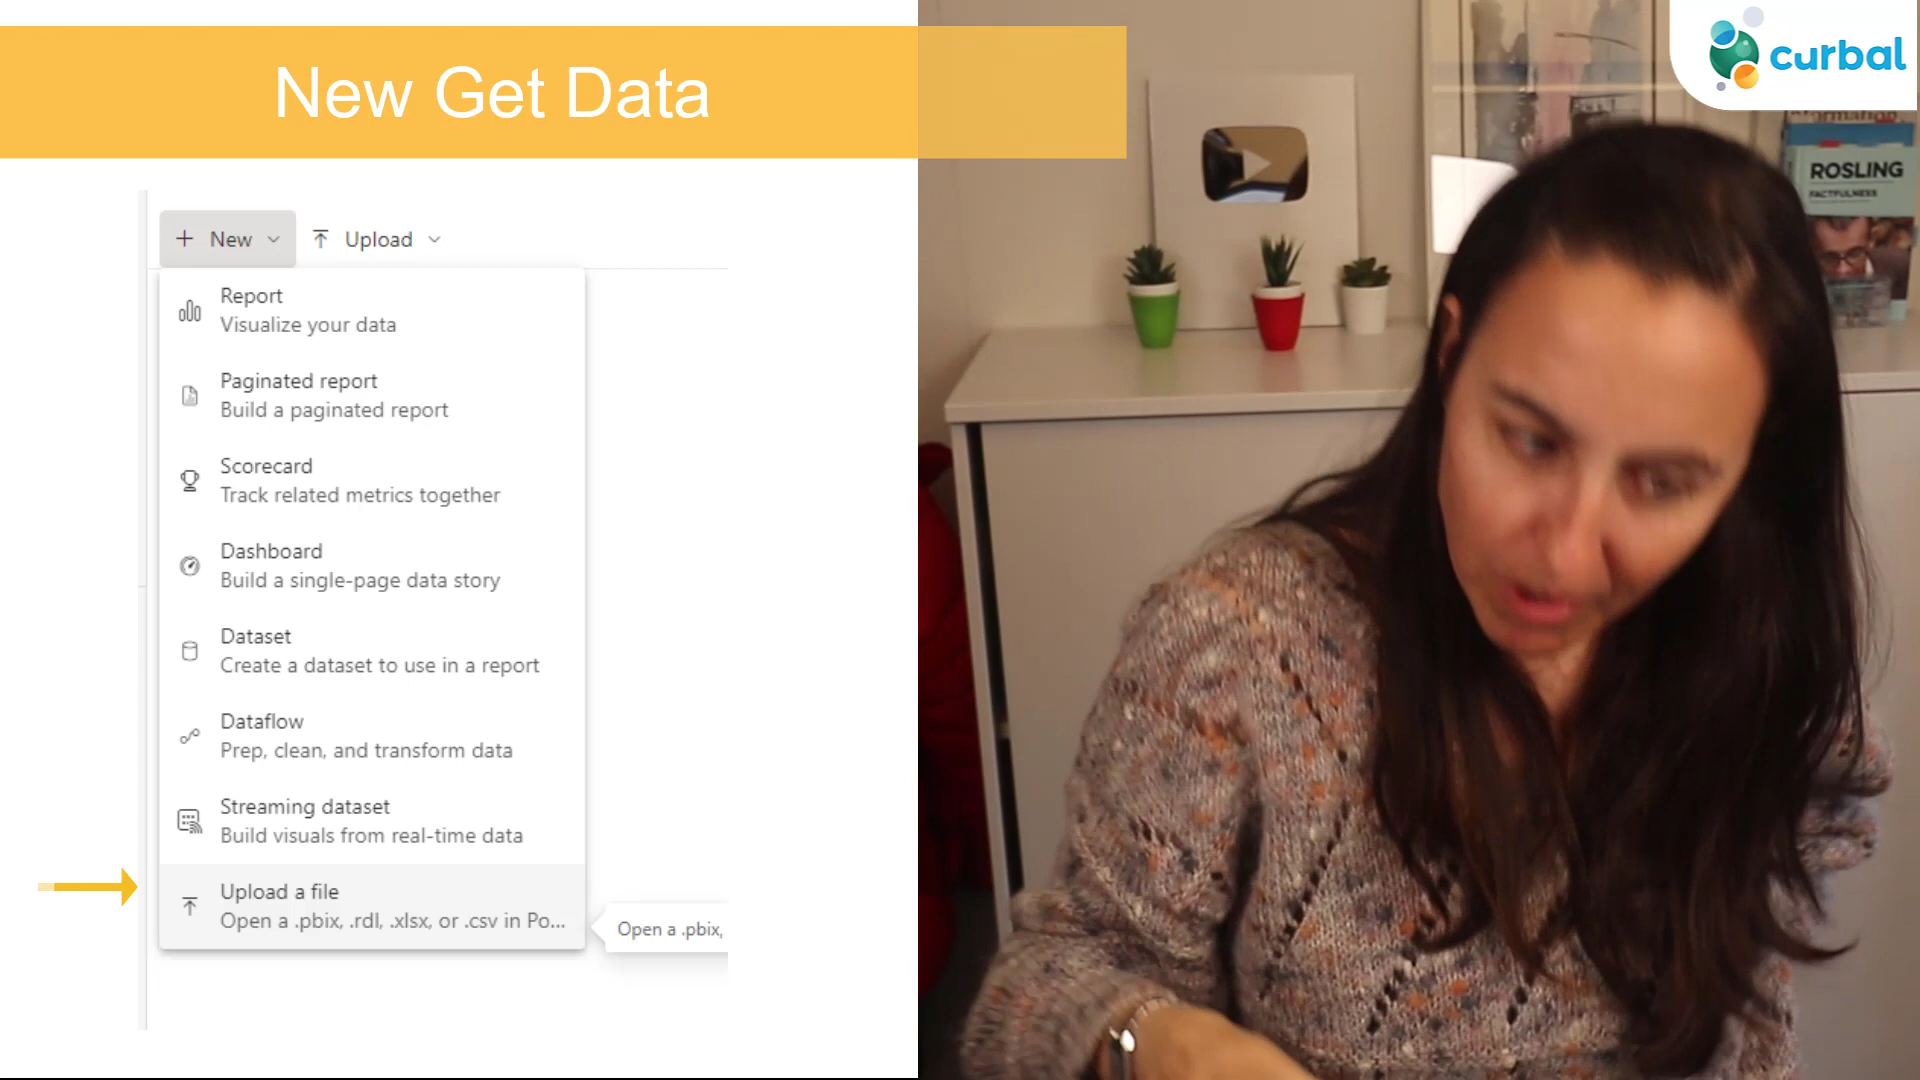 New Get Data
curbal
ROSLING
FACTFULNESS
New
Upload
Report
Visualize your data
Paginated report
Build a paginated report
Scorecard
Track related metrics together
Dashboard
Build a single-page data story
Dataset
Create a dataset to use in a report
Dataflow
Prep, clean, and transform data
Streaming dataset
Build visuals from real-time data
Upload a file
Open a .pbix, .rdl, .xlsx, or .csv in Po...
Open a .pbix,